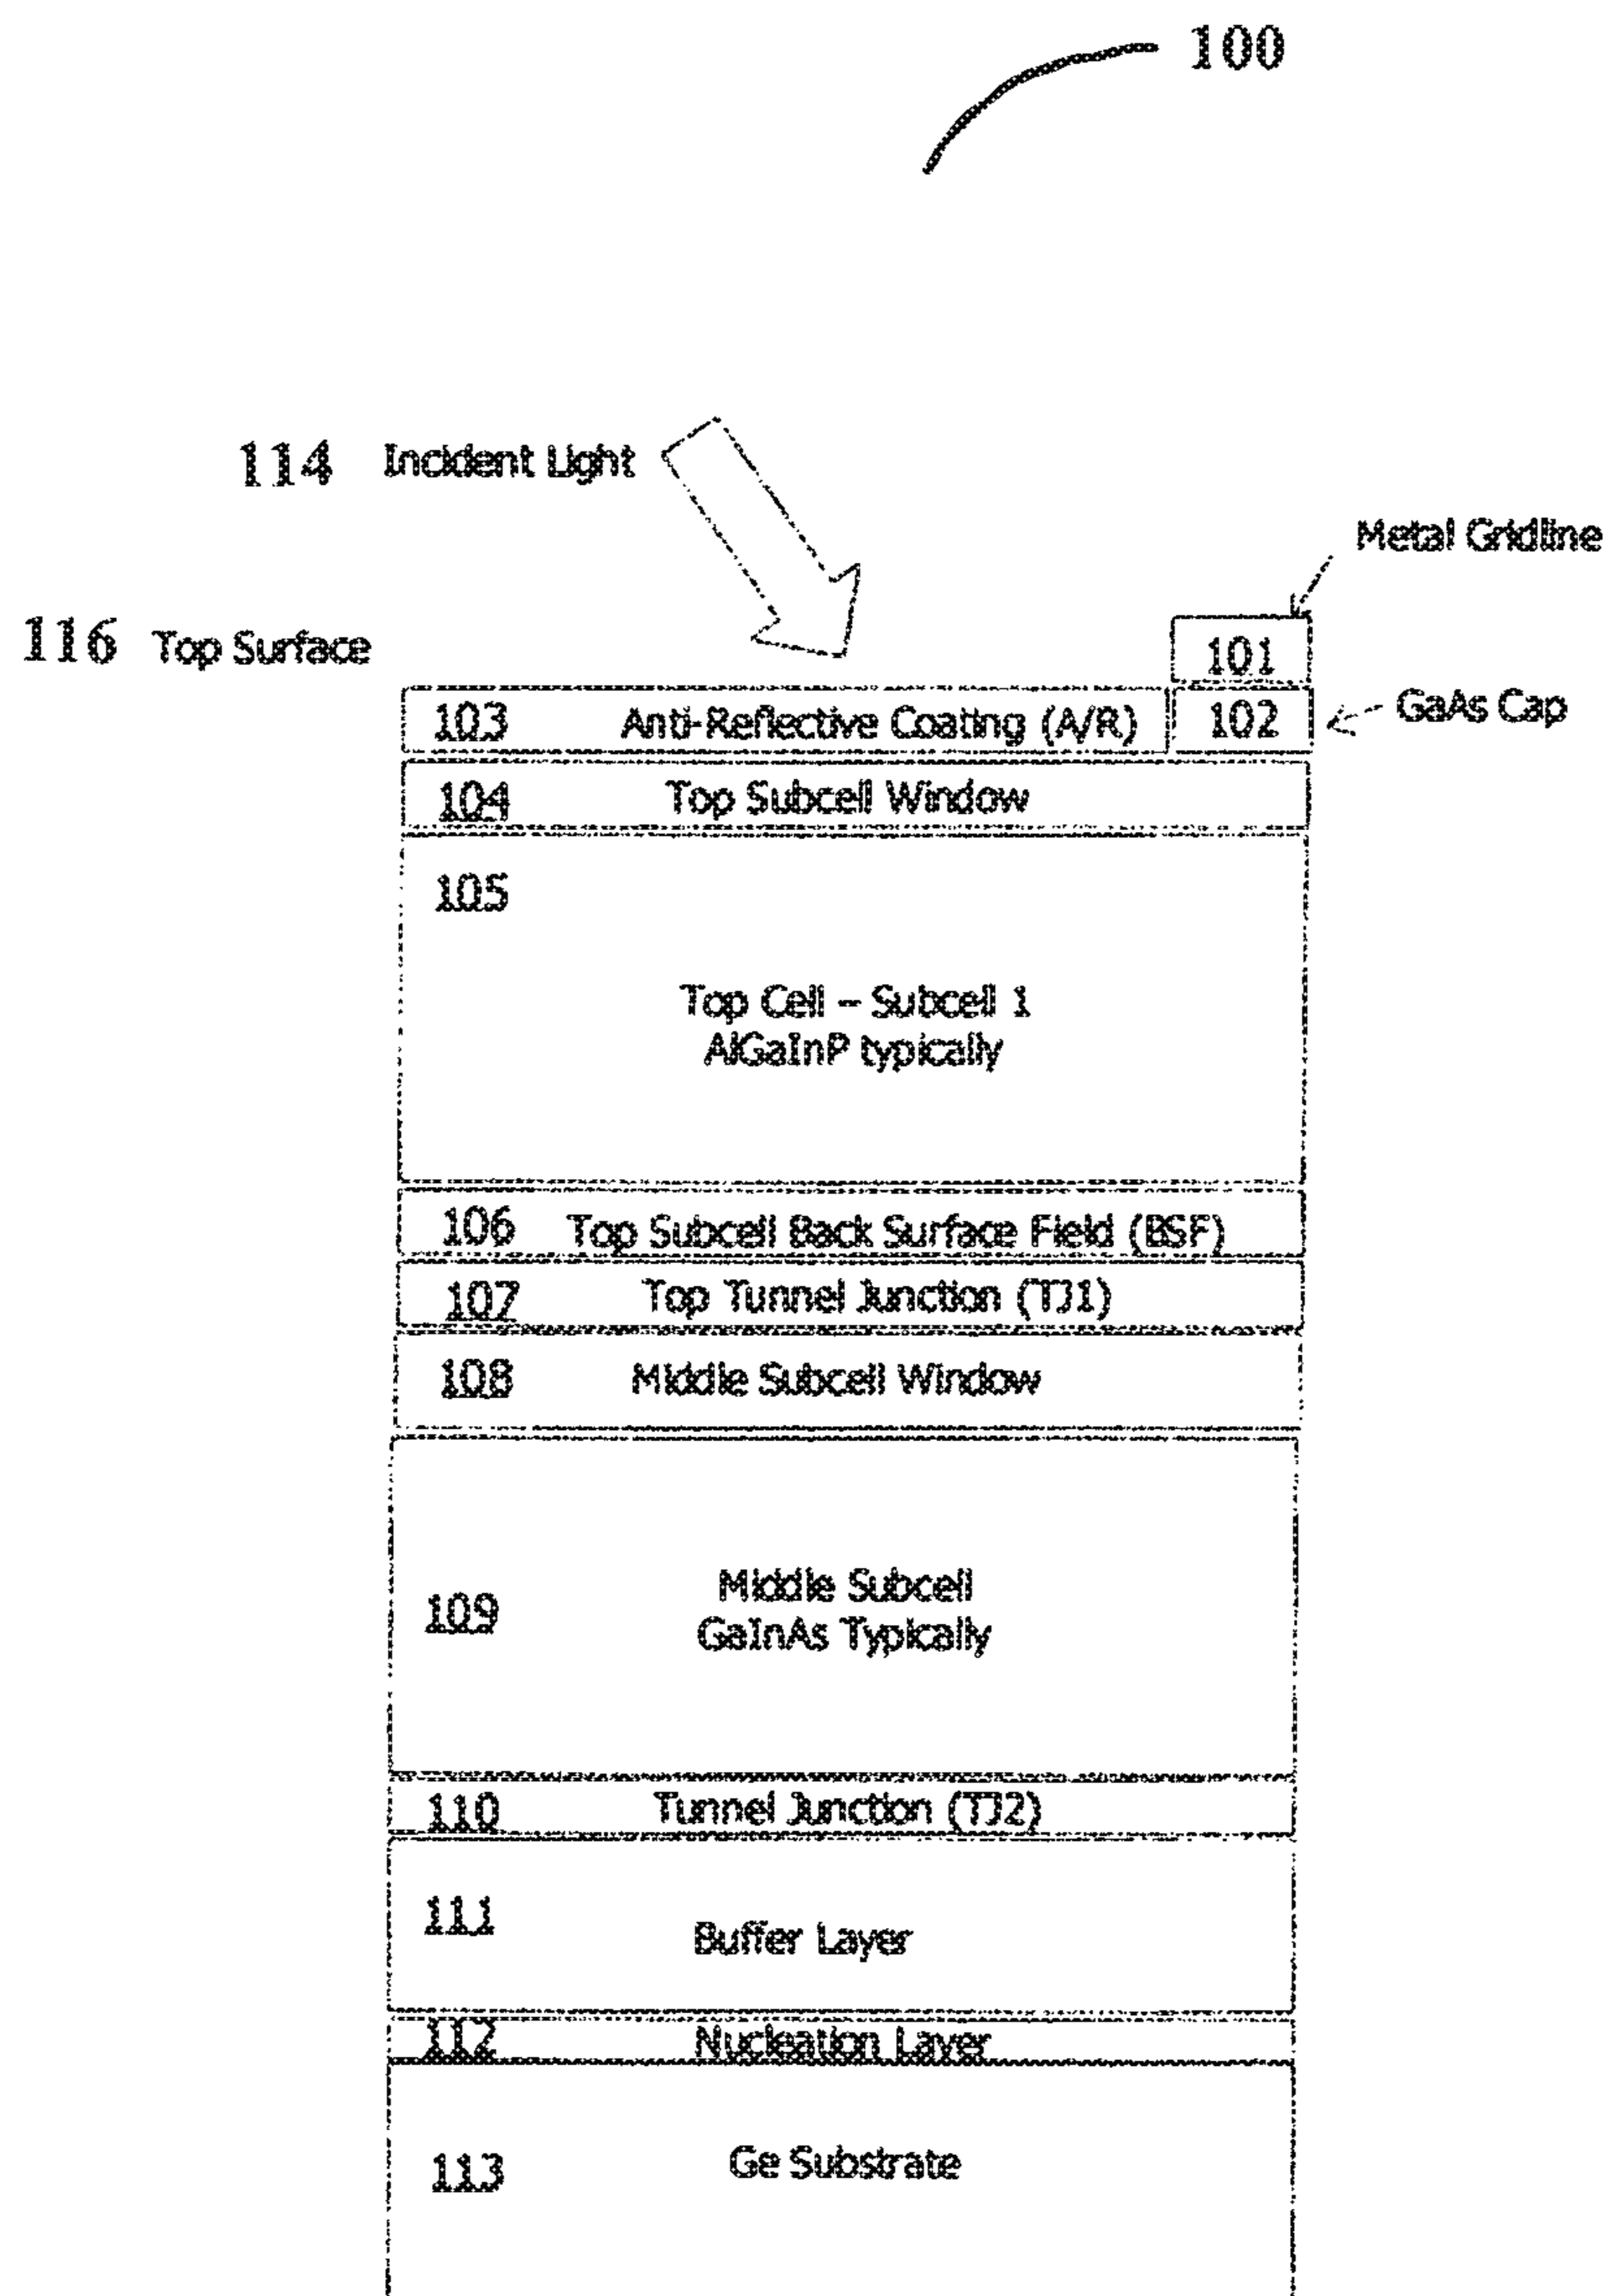 100
114 Incident Light
Metal Gridline
116 Top Surface
101
103 Anti-Reflective Coating (A/R)
102
GaAs Cap
104 Top Subcell Window
105
Top Cell – Subcell 1
AlGaInP typically
106 Top Subcell Back Surface Field (BSF)
107 Top Tunnel Junction (TJ1)
108 Middle Subcell Window
109
Middle Subcell
GaInAs Typically
110 Tunnel Junction (TJ2)
111
Buffer Layer
112 Nucleation Layer
113 Ge Substrate